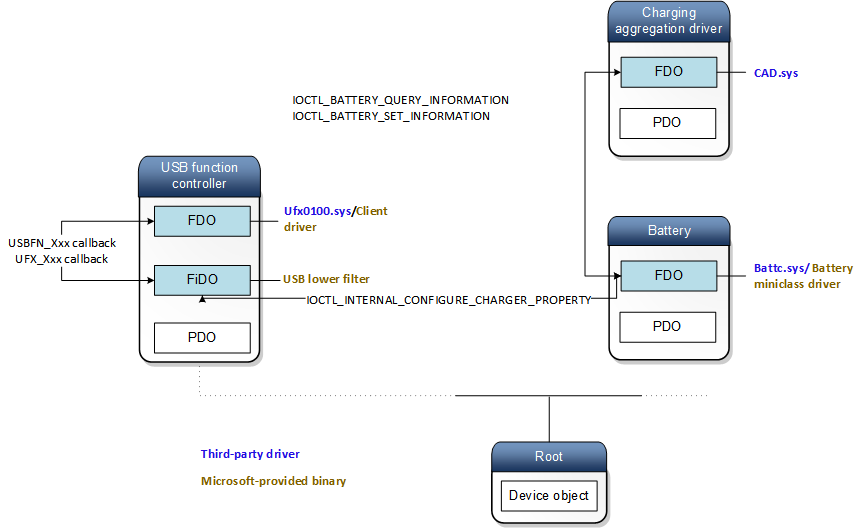 Charging
aggregation driver
FDO
CAD.sys
PDO
IOCTL_BATTERY_QUERY_INFORMATION
IOCTL_BATTERY_SET_INFORMATION
USB function
controller
FDO
Ufx0100.sys/Client
driver
USBFN_Xxx callback
UFX_Xxx callback
FiDO
USB lower filter
PDO
IOCTL_INTERNAL_CONFIGURE_CHARGER_PROPERTY
Battery
FDO
Battc.sys/ Battery
miniclass driver
PDO
Third-party driver
Microsoft-provided binary
Root
Device object